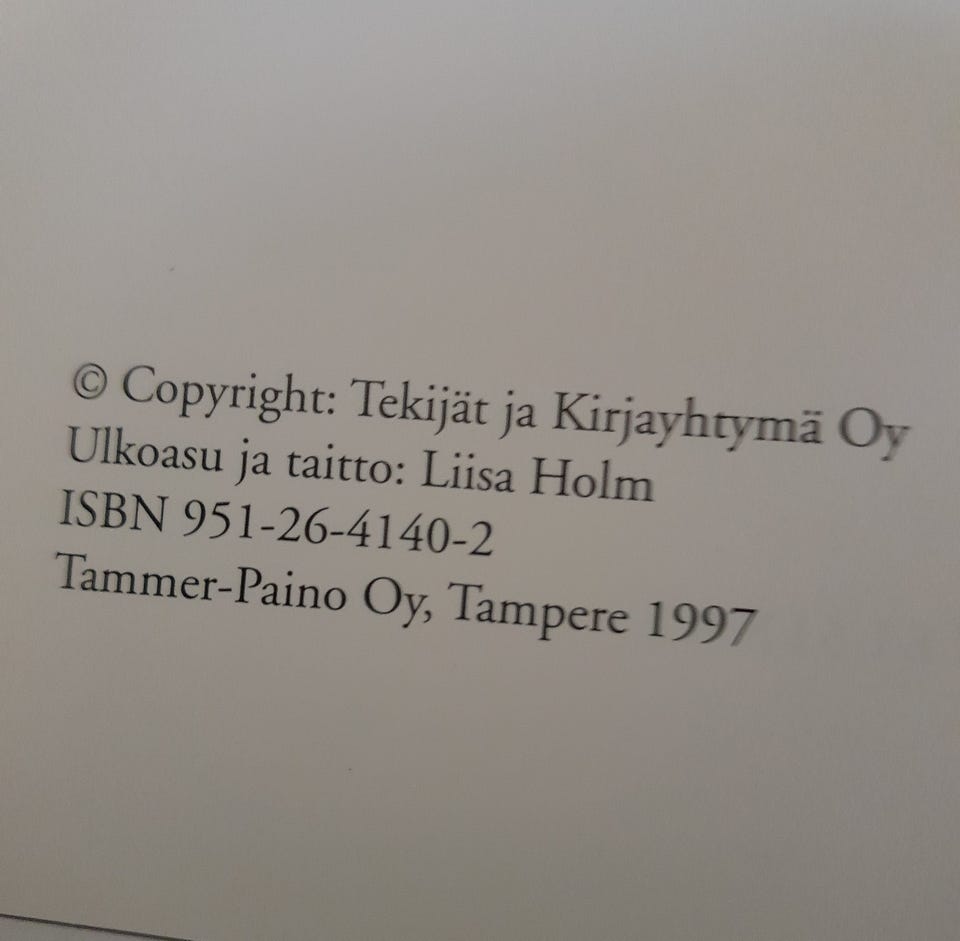 © Copyright: Tekijät ja Kirjayhtymä Oy
Ulkoasu ja taitto: Liisa Holm
ISBN 951-26-4140-2
Tammer-Paino Oy, Tampere 1997